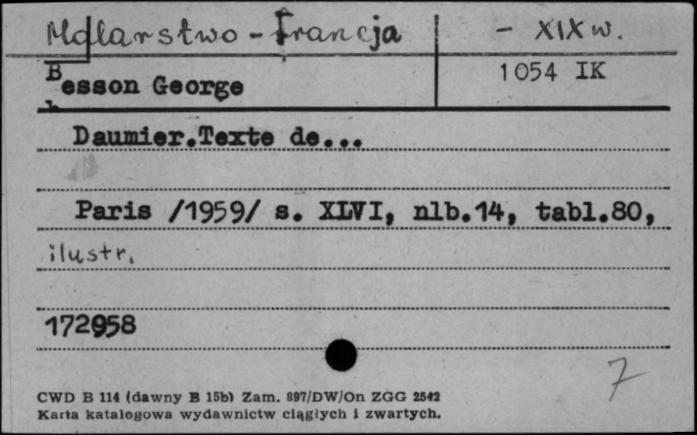 Malarstwo - Francja - XIX w.
Besson George 1054 IK
Daumier.Texte de...
Paris /1959/ s. XLVI, nlb.14, tabl.80,
ilustr.
172958
7
CWD B 114 (dawny B 15b) Zam. 897/DW/On ZGG 2542
Karta katalogowa wydawnictw ciągłych i zwartych.